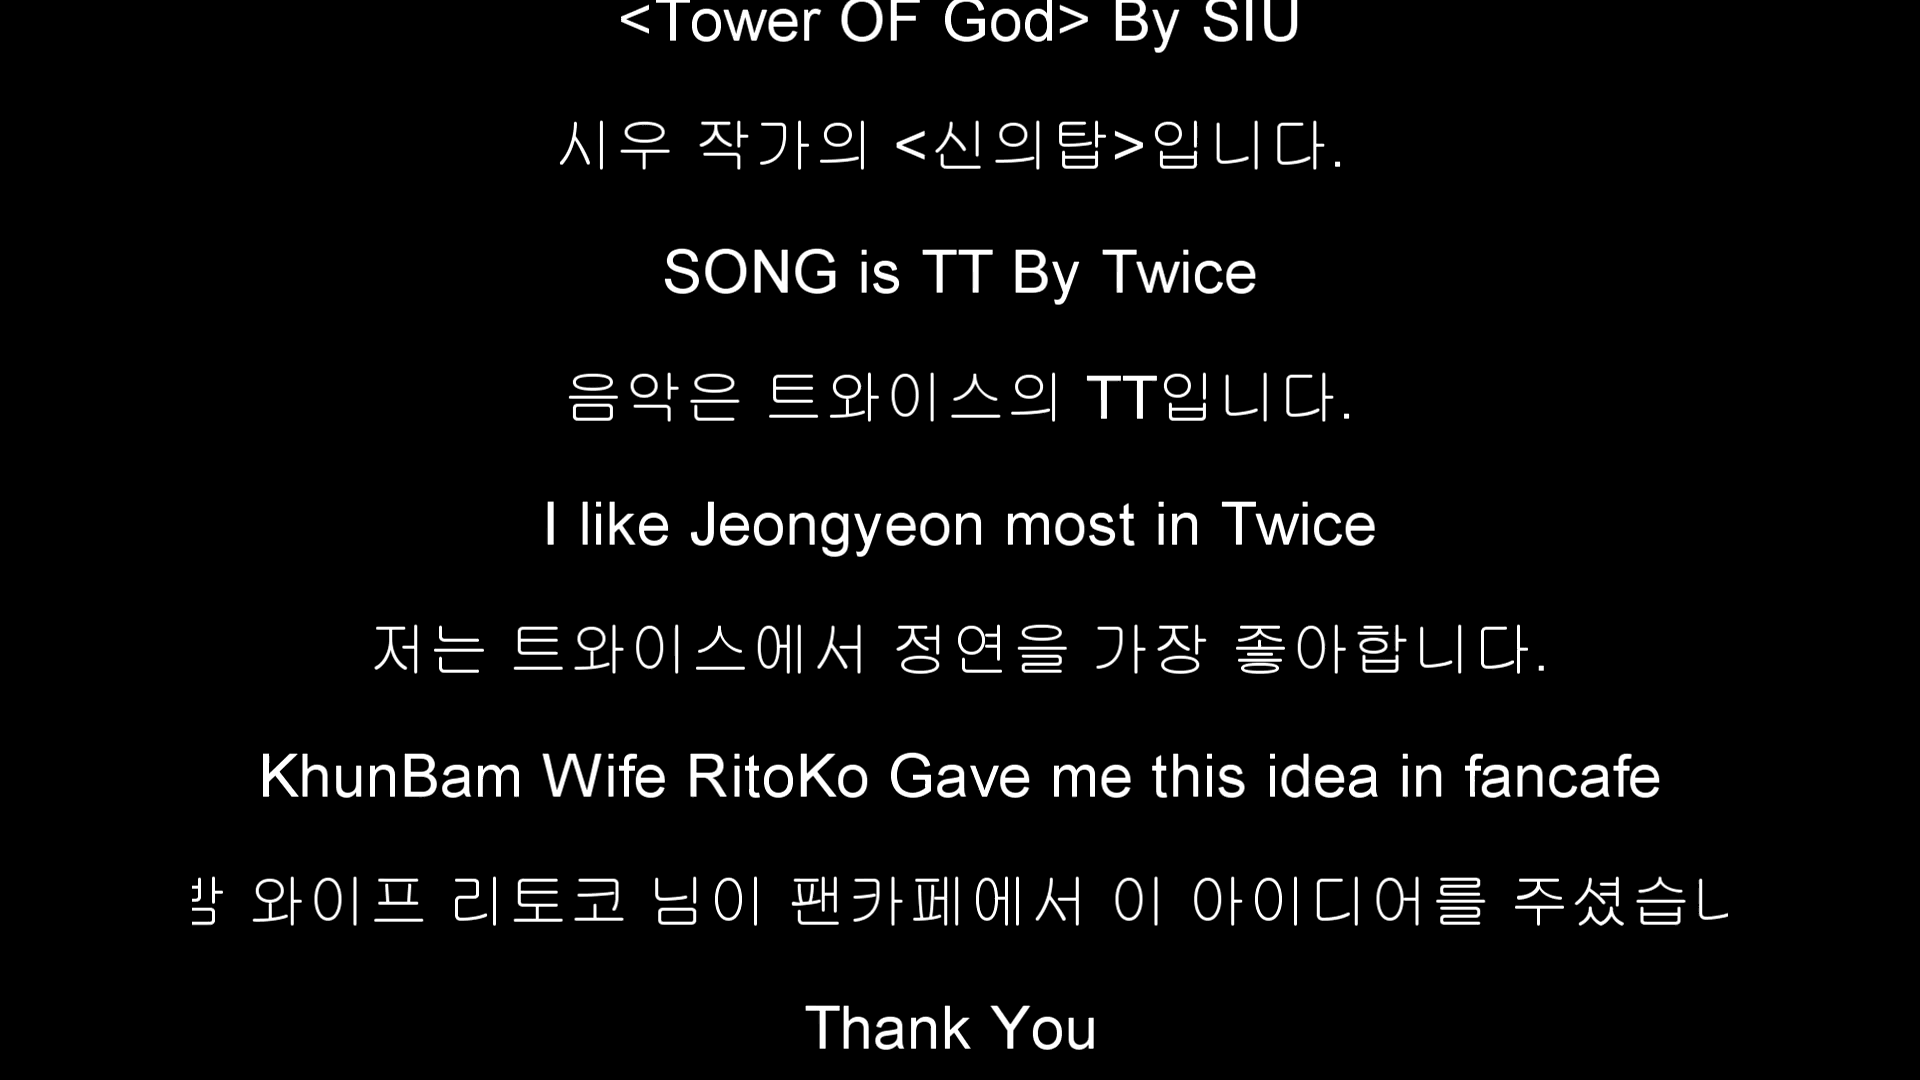 <Tower OF God> By SIU
시우 작가의 <신의탑>입니다.
SONG is TT By Twice
음악은 트와이스의 TT입니다.
I like Jeongyeon most in Twice
저는 트와이스에서 정연을 가장 좋아합니다.
KhunBam Wife RitoKo Gave me this idea in fancafe
와이프 리토코 님이 팬카페에서 이 아이디어를
Thank You